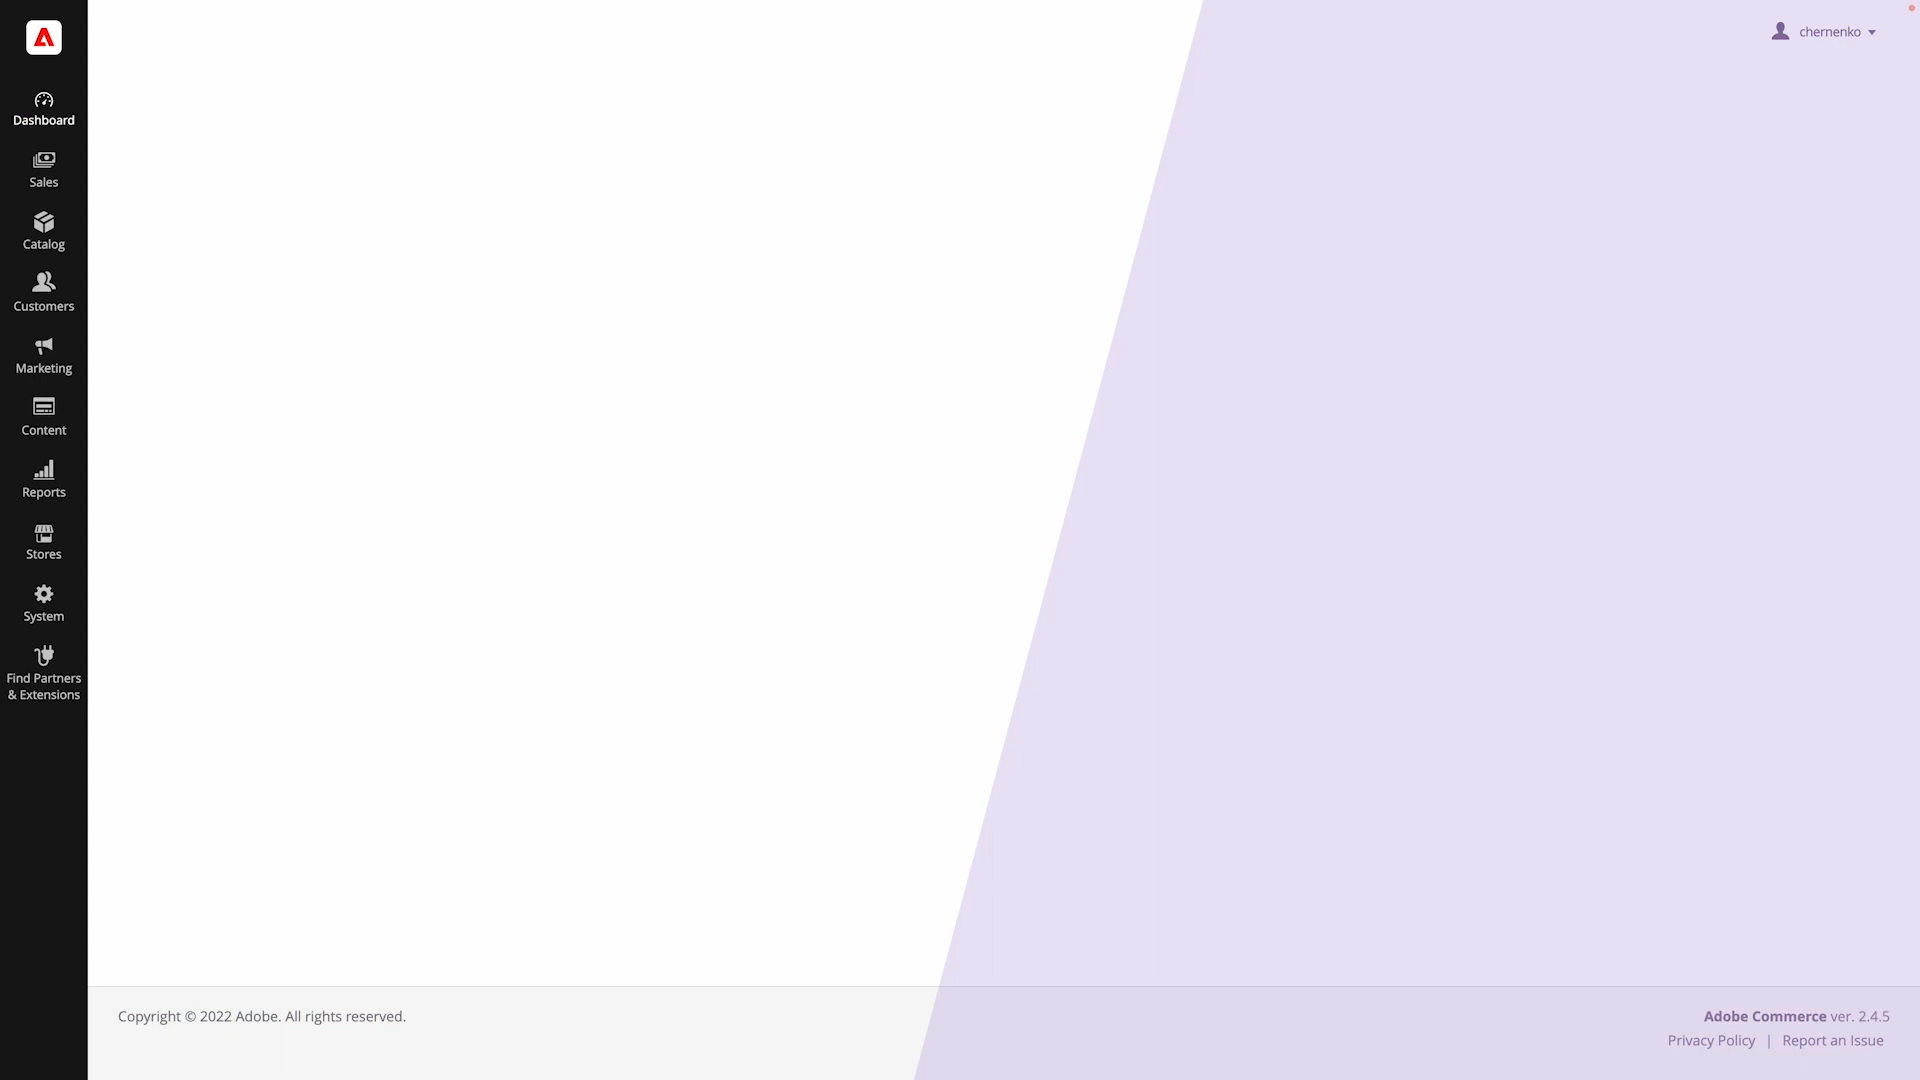 chernenko
Dashboard
Sales
Catalog
Customers
Marketing
Content
Reports
Stores
System
Find Partners
& Extensions
Copyright © 2022 Adobe. All rights reserved.
Adobe Commerce ver. 2.4.5
Privacy Policy | Report an Issue